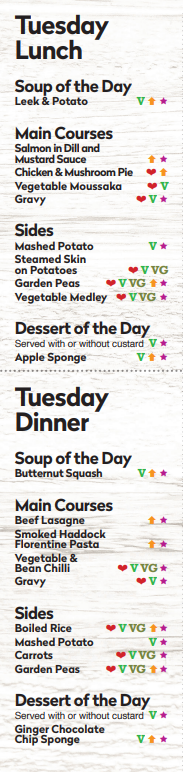 Tuesday
Lunch
Soup of the Day
Leek & Potato V
Main Courses
Salmon in Dill and
Mustard Sauce
Chicken & Mushroom Pie
Vegetable Moussaka V
Gravy V
Sides
Mashed Potato V
Steamed Skin
on Potatoes V VG
Garden Peas V VG
Vegetable Medley V VG
Dessert of the Day
Served with or without custard V
Apple Sponge V
Tuesday
Dinner
Soup of the Day
Butternut Squash V
Main Courses
Beef Lasagne
Smoked Haddock
Florentine Pasta
Vegetable &
Bean Chilli V VG
Gravy V
Sides
Boiled Rice V VG
Mashed Potato V
Carrots V VG
Garden Peas V VG
Dessert of the Day
Served with or without custard V
Ginger Chocolate
Chip Sponge V